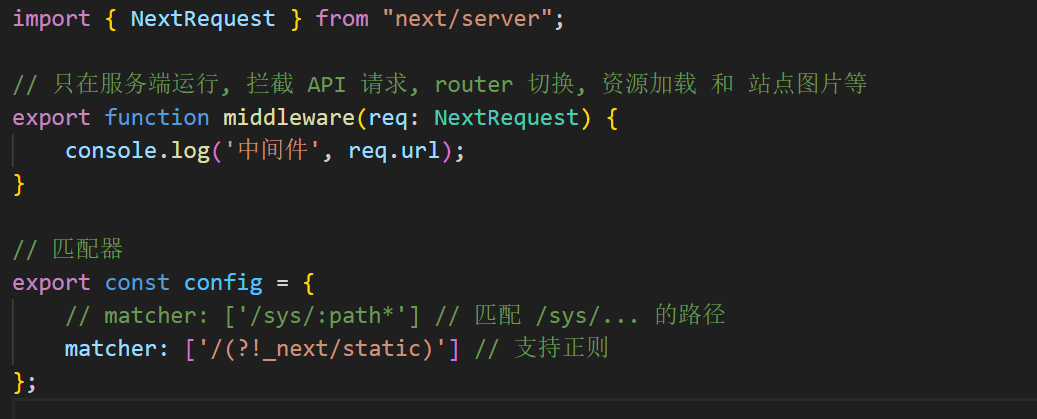 import { NextRequest } from "next/server";
// 只在服务端运行, 拦截 API 请求, router 切换, 资源加载 和 站点图片等
export function middleware(req: NextRequest) {
    console.log('中间件', req.url);
}
// 匹配器
export const config = {
    // matcher: ['/sys/:path*'] // 匹配 /sys/... 的路径
    matcher: ['/(?!_next/static)'] // 支持正则
};